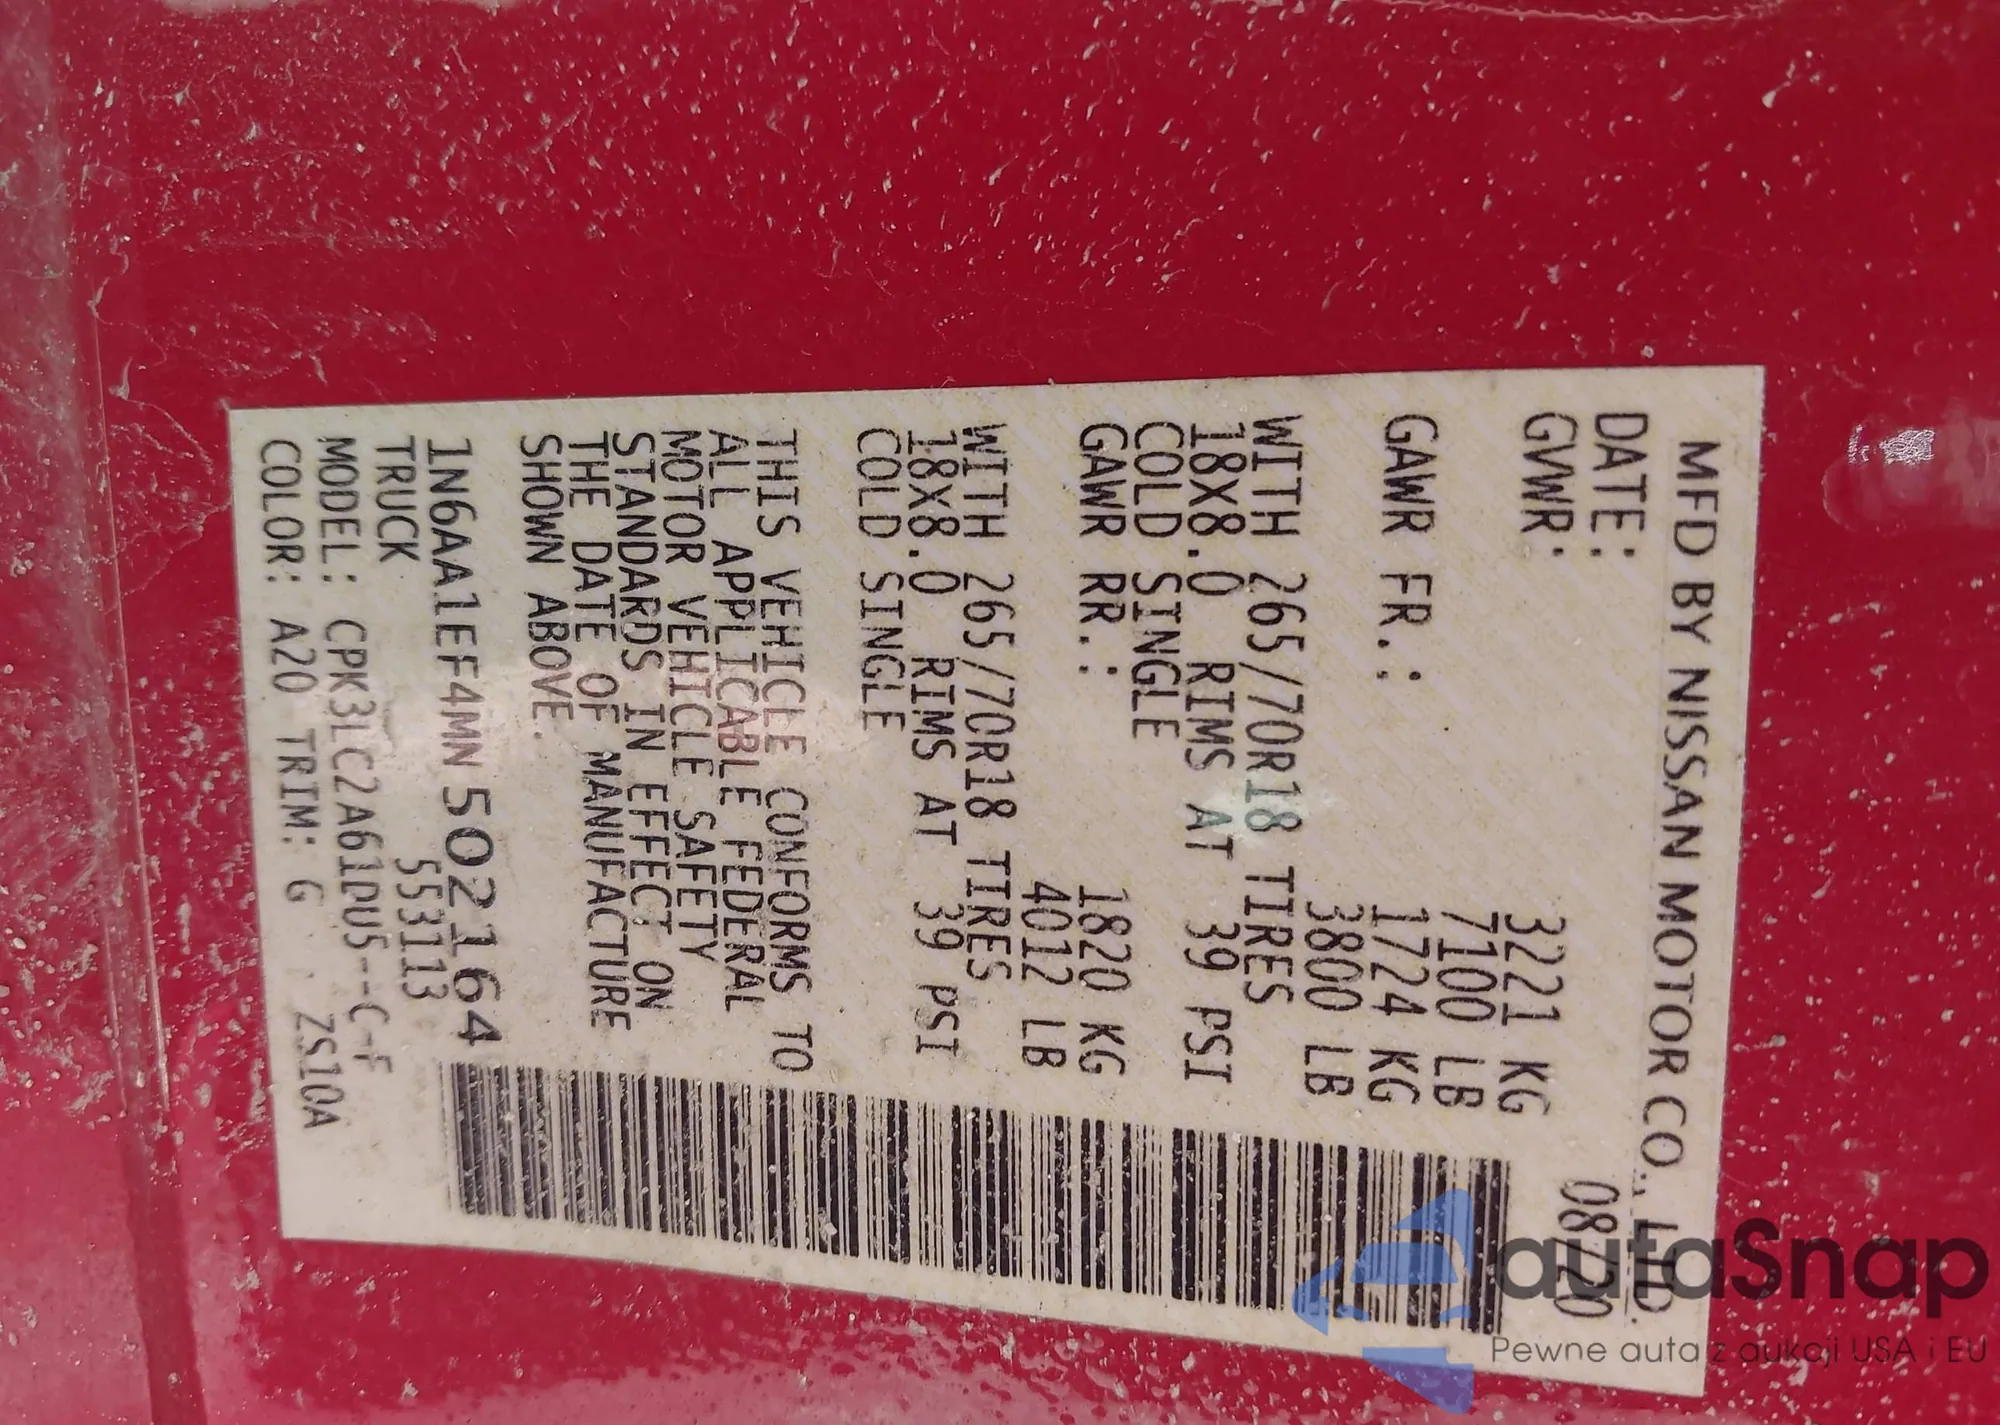 MFD BY NISSAN MOTOR CO., LTD.
DATE: 08/20
GVWR: 3221 KG
7100 LB
GAWR FR.: 1724 KG
3800 LB
WITH 265/70R18 TIRES
18X8.0 RIMS AT 39 PSI
COLD SINGLE
GAWR RR.: 1820 KG
4012 LB
WITH 265/70R18 TIRES
18X8.0 RIMS AT 39 PSI
COLD SINGLE
THIS VEHICLE CONFORMS TO
ALL APPLICABLE FEDERAL
MOTOR VEHICLE SAFETY
STANDARDS IN EFFECT ON
THE DATE OF MANUFACTURE
SHOWN ABOVE.
1N6AA1EF4MN 502164
TRUCK 553113
MODEL: CPK3LC2A61DU5--C-F
COLOR: A20 TRIM: G ZS10A
autaSnap
Pewne auta z aukcji USA i EU